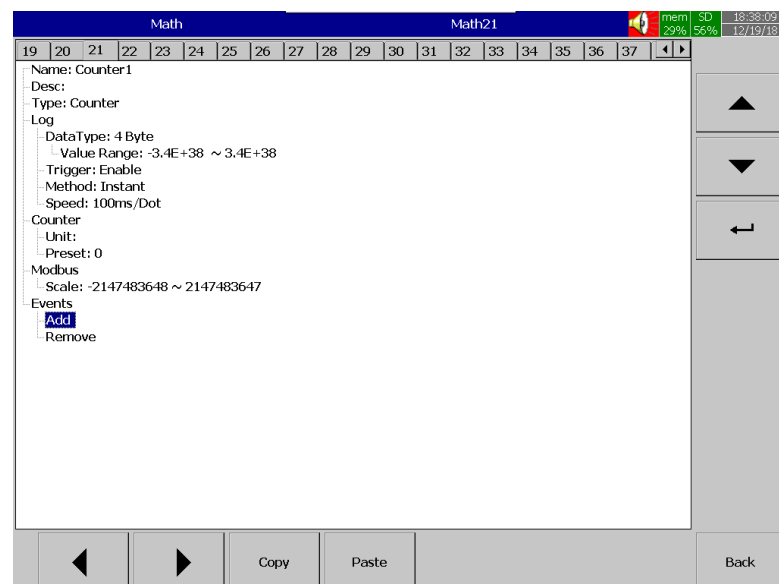 Math Math21 mem 29% SD 56% 18:38:09 12/19/18
19 20 21 22 23 24 25 26 27 28 29 30 31 32 33 34 35 36 37
Name: Counter1
Desc:
Type: Counter
Log
DataType: 4 Byte
Value Range: -3.4E+38 ~ 3.4E+38
Trigger: Enable
Method: Instant
Speed: 100ms/Dot
Counter
Unit:
Preset: 0
Modbus
Scale: -2147483648 ~ 2147483647
Events
Add
Remove
Copy Paste Back